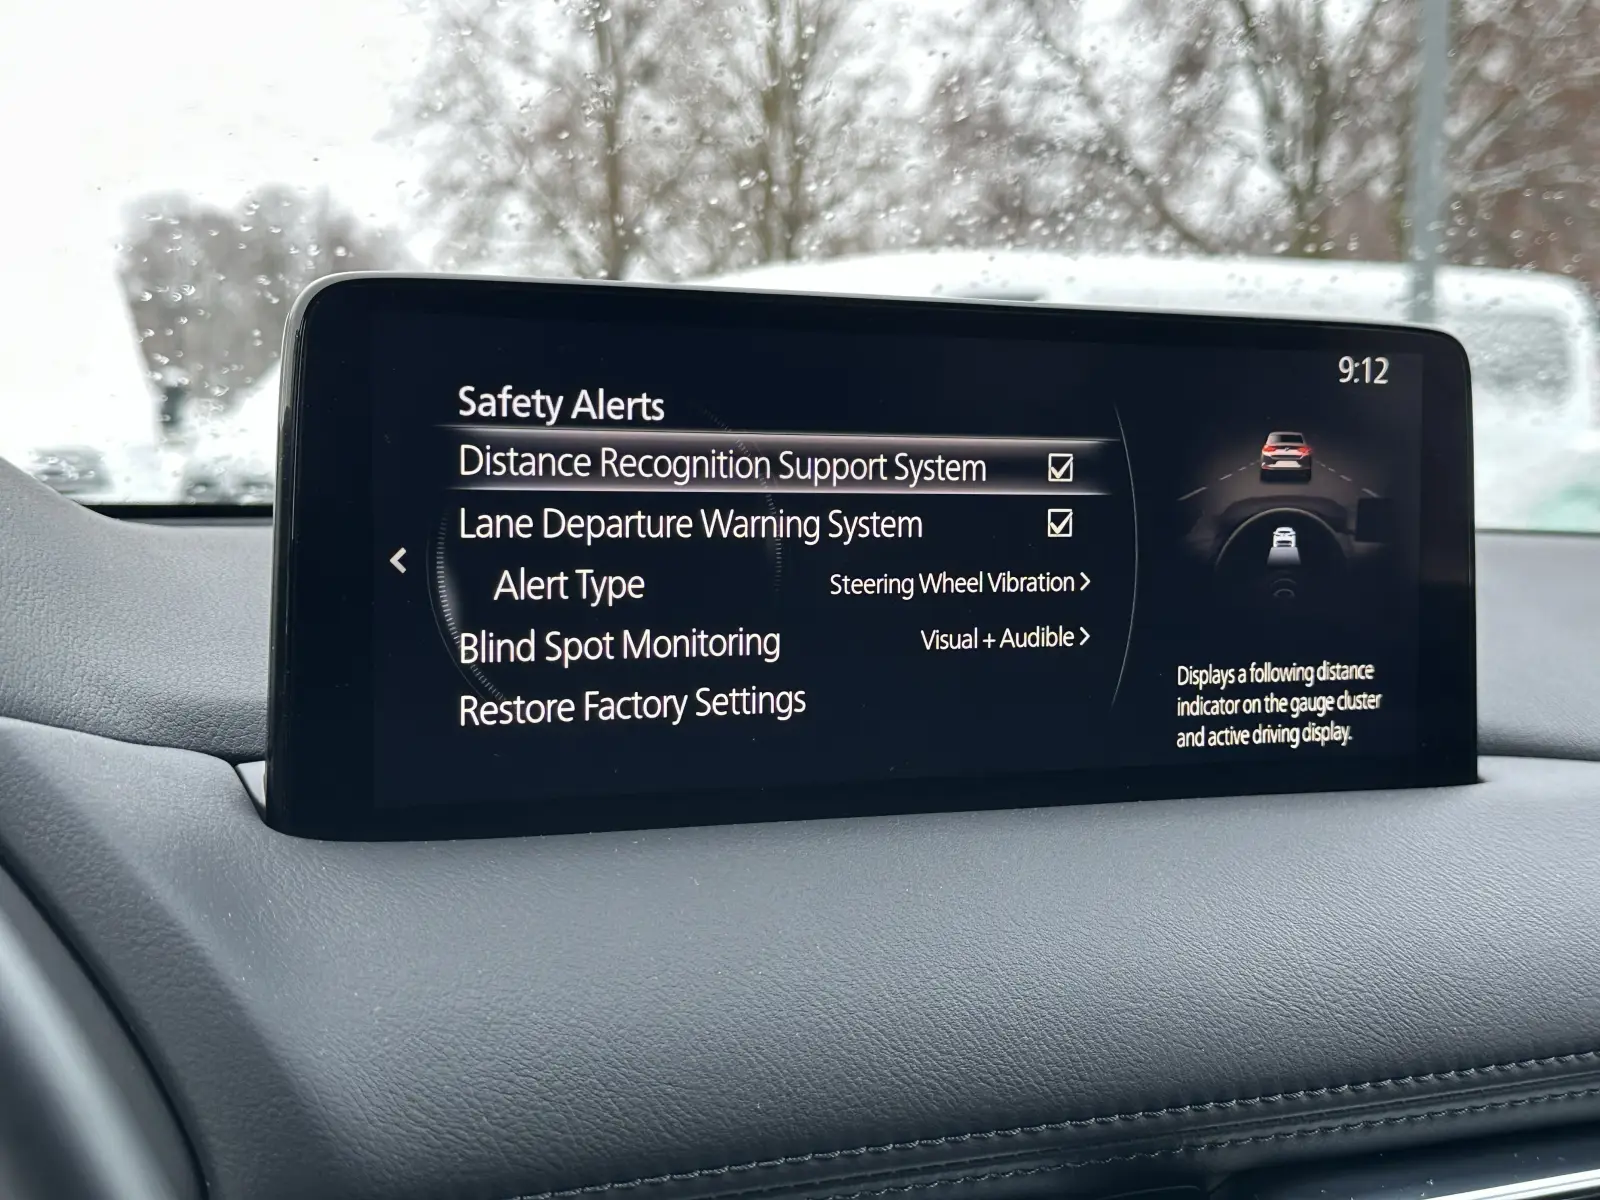 9:12
Safety Alerts
Distance Recognition Support System
Lane Departure Warning System
Alert Type Steering Wheel Vibration >
Blind Spot Monitoring Visual + Audible >
Restore Factory Settings
Displays a following distance
indicator on the gauge cluster
and active driving display.